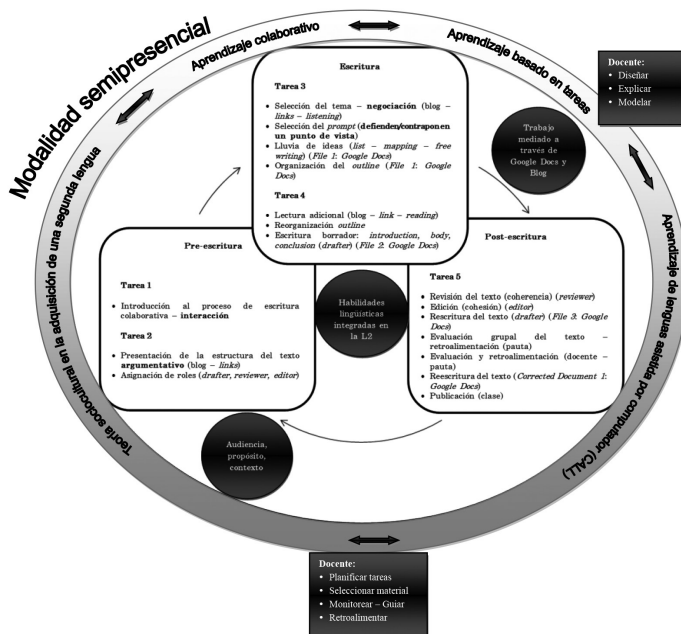 Modalidad semipresencial
Aprendizaje colaborativo
Aprendizaje basado en tareas
Docente:
• Diseñar
• Explicar
• Modelar
Escritura
Tarea 3
• Selección del tema – negociación (blog –
links – listening)
• Selección del prompt (defienden/contraponen
un punto de vista)
• Lluvia de ideas (list – mapping – free
writing) (File 1: Google Docs)
• Organización del outline (File 1: Google
Docs)
Tarea 4
• Lectura adicional (blog – link – reading)
• Reorganización outline
• Escritura borrador: introduction, body,
conclusion (drafter) (File 2: Google Docs)
Trabajo
mediado a
través de
Google Docs y
Blog
Teoría sociocultural en la adquisición de una segunda lengua
Pre-escritura
Tarea 1
• Introducción al proceso de escritura
colaborativa – interacción
Tarea 2
• Presentación de la estructura del texto
argumentativo (blog – links)
• Asignación de roles (drafter, reviewer, editor)
Habilidades
lingüísticas
integradas en
la L2
Post-escritura
Tarea 5
• Revisión del texto (coherencia) (reviewer)
• Edición (cohesión) (editor)
• Rescritura del texto (drafter) (File 3: Google
Docs)
• Evaluación grupal del texto –
retroalimentación (pauta)
• Evaluación y retroalimentación (docente –
pauta)
• Reescritura del texto (Corrected Document 1:
Google Docs)
• Publicación (clase)
Aprendizaje de lenguas asistida por computador (CALL)
Audiencia,
propósito,
contexto
Docente:
• Planificar tareas
• Seleccionar material
• Monitorear – Guiar
• Retroalimentar